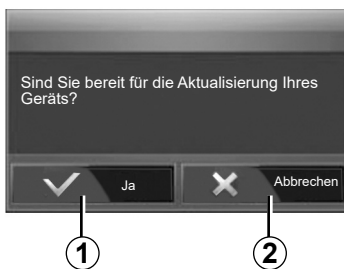 Sind Sie bereit für die Aktualisierung Ihres
Geräts?
Ja
Abbrechen
1
2